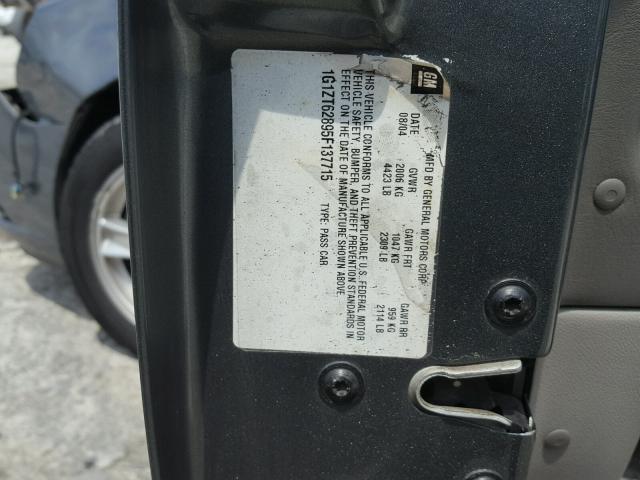 GM
MFD BY GENERAL MOTORS CORP
DATE GVWR GAWR FRT GAWR RR
08/04 2006 KG 1047 KG 959 KG
4423 LB 2309 LB 2114 LB
THIS VEHICLE CONFORMS TO ALL APPLICABLE U.S. FEDERAL MOTOR
VEHICLE SAFETY, BUMPER, AND THEFT PREVENTION STANDARDS IN
EFFECT ON THE DATE OF MANUFACTURE SHOWN ABOVE.
1G1ZT62895F137715 TYPE: PASS CAR